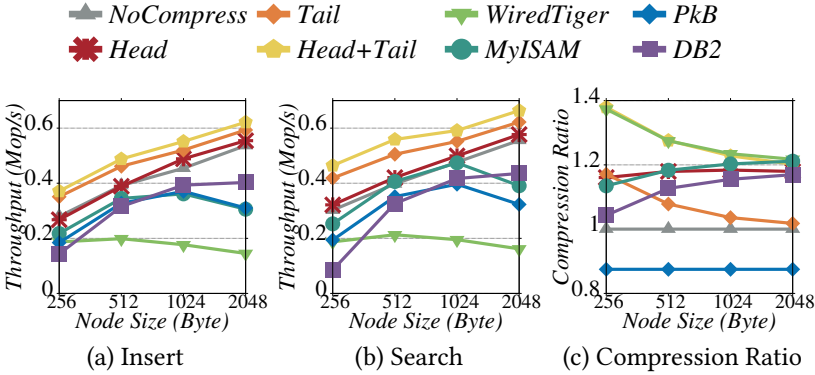 NoCompress Tail WiredTiger PkB
Head Head+Tail MyISAM DB2
Throughput (Mop/s)
0.6
0.4
0.2
0
256 512 1024 2048
Node Size (Byte)
(a) Insert
Throughput (Mop/s)
0.6
0.4
0.2
0
256 512 1024 2048
Node Size (Byte)
(b) Search
Compression Ratio
1.4
1.2
1
0.8
256 512 1024 2048
Node Size (Byte)
(c) Compression Ratio